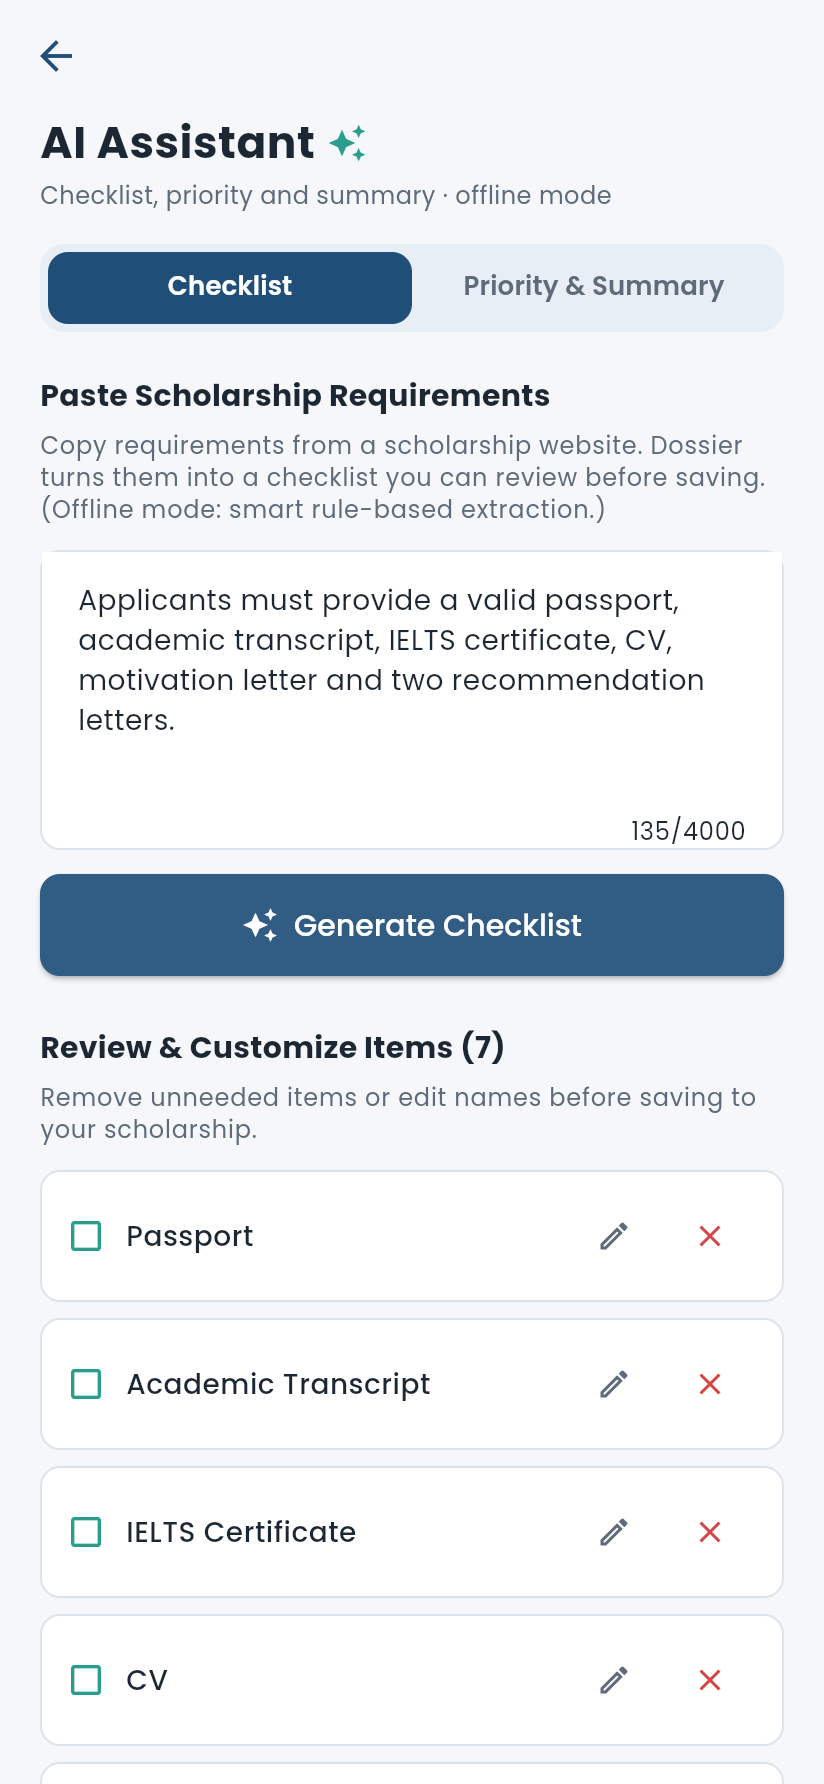 AI Assistant
Checklist, priority and summary · offline mode
Checklist
Priority & Summary
Paste Scholarship Requirements
Copy requirements from a scholarship website. Dossier
turns them into a checklist you can review before saving.
(Offline mode: smart rule-based extraction.)
Applicants must provide a valid passport,
academic transcript, IELTS certificate, CV,
motivation letter and two recommendation
letters.
135/4000
Generate Checklist
Review & Customize Items (7)
Remove unneeded items or edit names before saving to
your scholarship.
Passport
Academic Transcript
IELTS Certificate
CV